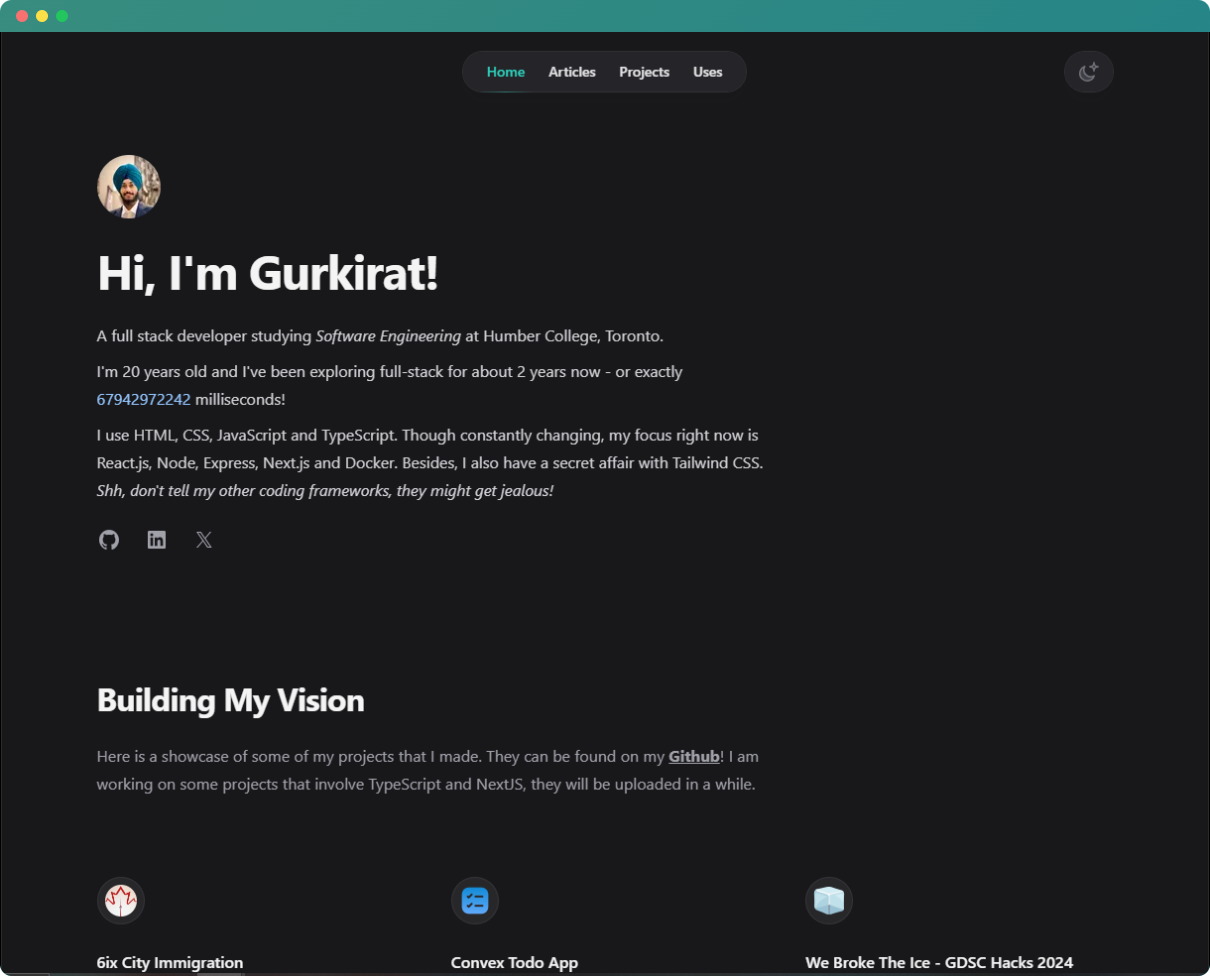 Home Articles Projects Uses
Hi, I'm Gurkirat!
A full stack developer studying Software Engineering at Humber College, Toronto.
I'm 20 years old and I've been exploring full-stack for about 2 years now - or exactly
67942972242 milliseconds!
I use HTML, CSS, JavaScript and TypeScript. Though constantly changing, my focus right now is
React.js, Node, Express, Next.js and Docker. Besides, I also have a secret affair with Tailwind CSS.
Shh, don't tell my other coding frameworks, they might get jealous!
in
X
Building My Vision
Here is a showcase of some of my projects that I made. They can be found on my Github! I am
working on some projects that involve TypeScript and NextJS, they will be uploaded in a while.
6ix City Immigration
Convex Todo App
We Broke The Ice - GDSC Hacks 2024